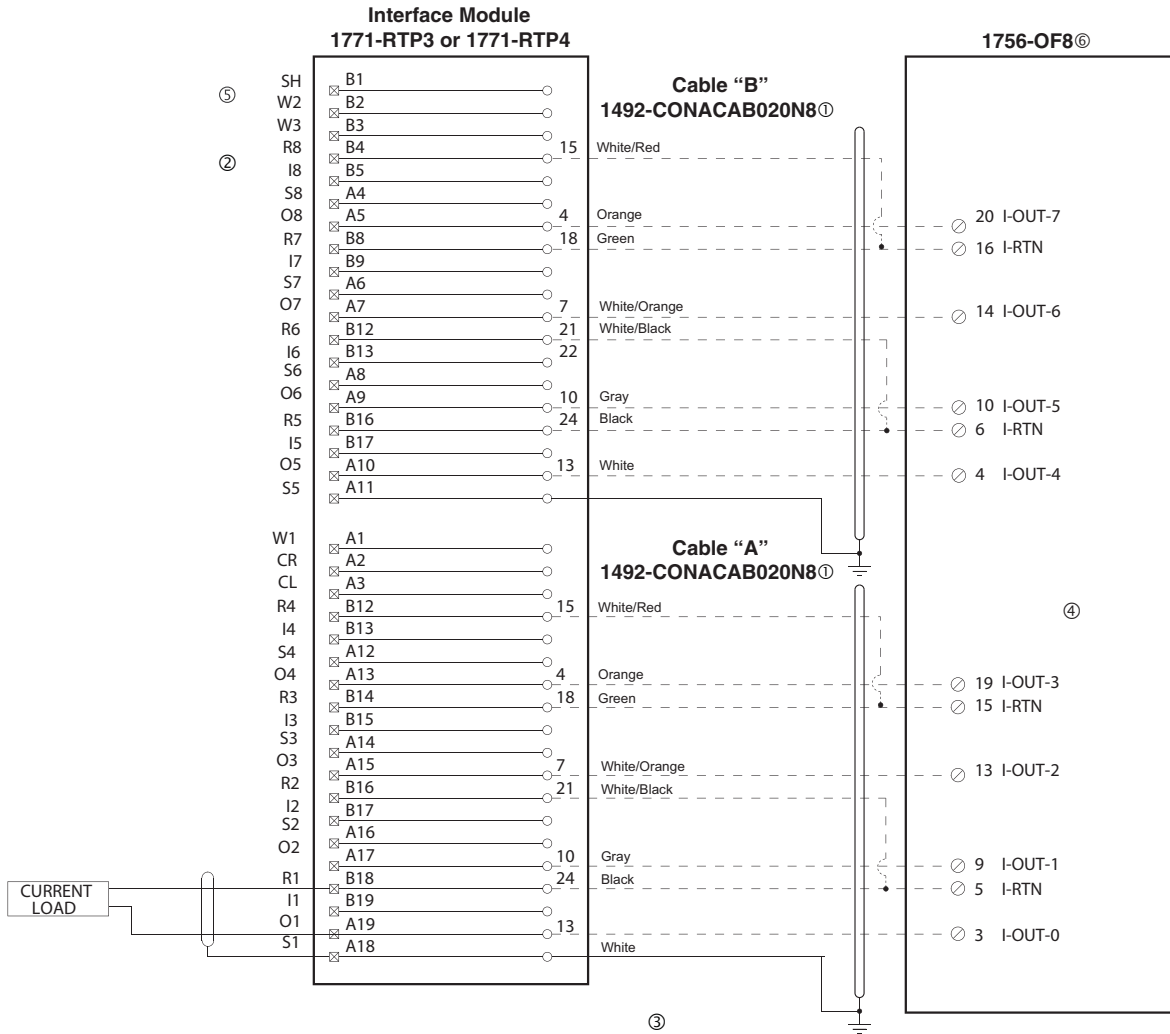 Interface Module
1771-RTP3 or 1771-RTP4
1756-OF8⑥
Cable “B”
1492-CONACAB020N8①
⑤
②
SH B1
W2 B2
W3 B3
R8 B4 15 White/Red
I8 B5
S8 A4
O8 A5 4 Orange 20 I-OUT-7
R7 B8 18 Green 16 I-RTN
I7 B9
S7 A6
O7 A7 7 White/Orange 14 I-OUT-6
R6 B12 21 White/Black
I6 B13 22
S6 A8
O6 A9 10 Gray 10 I-OUT-5
R5 B16 24 Black 6 I-RTN
I5 B17
O5 A10 13 White 4 I-OUT-4
S5 A11
Cable “A”
1492-CONACAB020N8①
W1 A1
CR A2
CL A3
R4 B12 15 White/Red
④
I4 B13
S4 A12
O4 A13 4 Orange 19 I-OUT-3
R3 B14 18 Green 15 I-RTN
I3 B15
S3 A14
O3 A15 7 White/Orange 13 I-OUT-2
R2 B16 21 White/Black
I2 B17
S2 A16
O2 A17 10 Gray 9 I-OUT-1
R1 B18 24 Black 5 I-RTN
I1 B19
O1 A19 13 3 I-OUT-0
S1 A18 White
CURRENT
LOAD
③